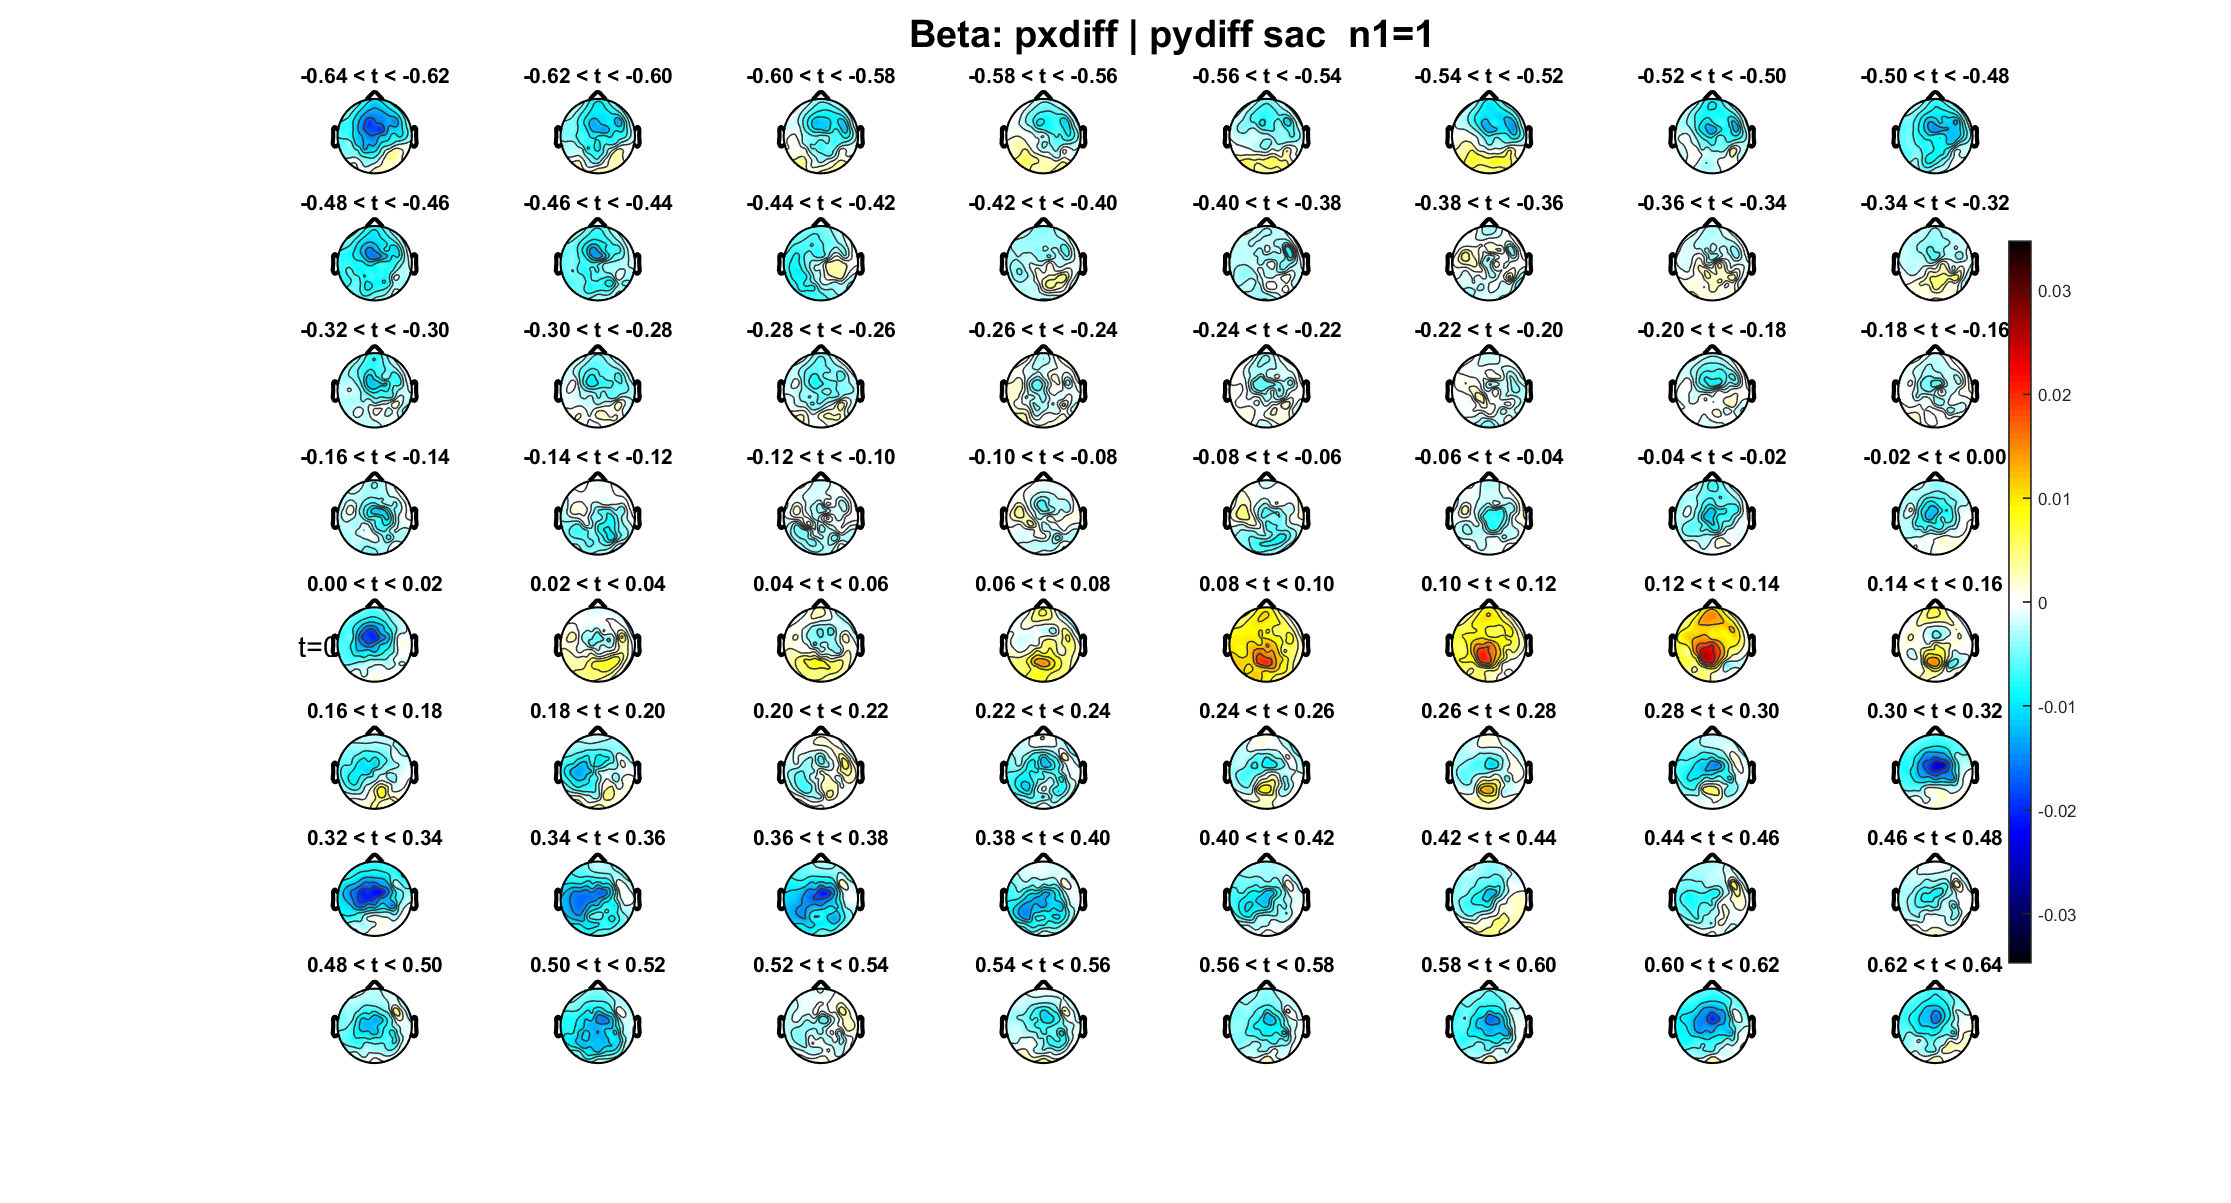 Beta: pxdiff | pydiff sac  n1=1
-0.64 < t < -0.62 -0.62 < t < -0.60 -0.60 < t < -0.58 -0.58 < t < -0.56 -0.56 < t < -0.54 -0.54 < t < -0.52 -0.52 < t < -0.50 -0.50 < t < -0.48
-0.48 < t < -0.46 -0.46 < t < -0.44 -0.44 < t < -0.42 -0.42 < t < -0.40 -0.40 < t < -0.38 -0.38 < t < -0.36 -0.36 < t < -0.34 -0.34 < t < -0.32
0.03
-0.32 < t < -0.30 -0.30 < t < -0.28 -0.28 < t < -0.26 -0.26 < t < -0.24 -0.24 < t < -0.22 -0.22 < t < -0.20 -0.20 < t < -0.18 -0.18 < t < -0.16
0.02
-0.16 < t < -0.14 -0.14 < t < -0.12 -0.12 < t < -0.10 -0.10 < t < -0.08 -0.08 < t < -0.06 -0.06 < t < -0.04 -0.04 < t < -0.02 -0.02 < t < 0.00
0.01
0.00 < t < 0.02 0.02 < t < 0.04 0.04 < t < 0.06 0.06 < t < 0.08 0.08 < t < 0.10 0.10 < t < 0.12 0.12 < t < 0.14 0.14 < t < 0.16
0
t=0
-0.01
0.16 < t < 0.18 0.18 < t < 0.20 0.20 < t < 0.22 0.22 < t < 0.24 0.24 < t < 0.26 0.26 < t < 0.28 0.28 < t < 0.30 0.30 < t < 0.32
-0.02
0.32 < t < 0.34 0.34 < t < 0.36 0.36 < t < 0.38 0.38 < t < 0.40 0.40 < t < 0.42 0.42 < t < 0.44 0.44 < t < 0.46 0.46 < t < 0.48
-0.03
0.48 < t < 0.50 0.50 < t < 0.52 0.52 < t < 0.54 0.54 < t < 0.56 0.56 < t < 0.58 0.58 < t < 0.60 0.60 < t < 0.62 0.62 < t < 0.64